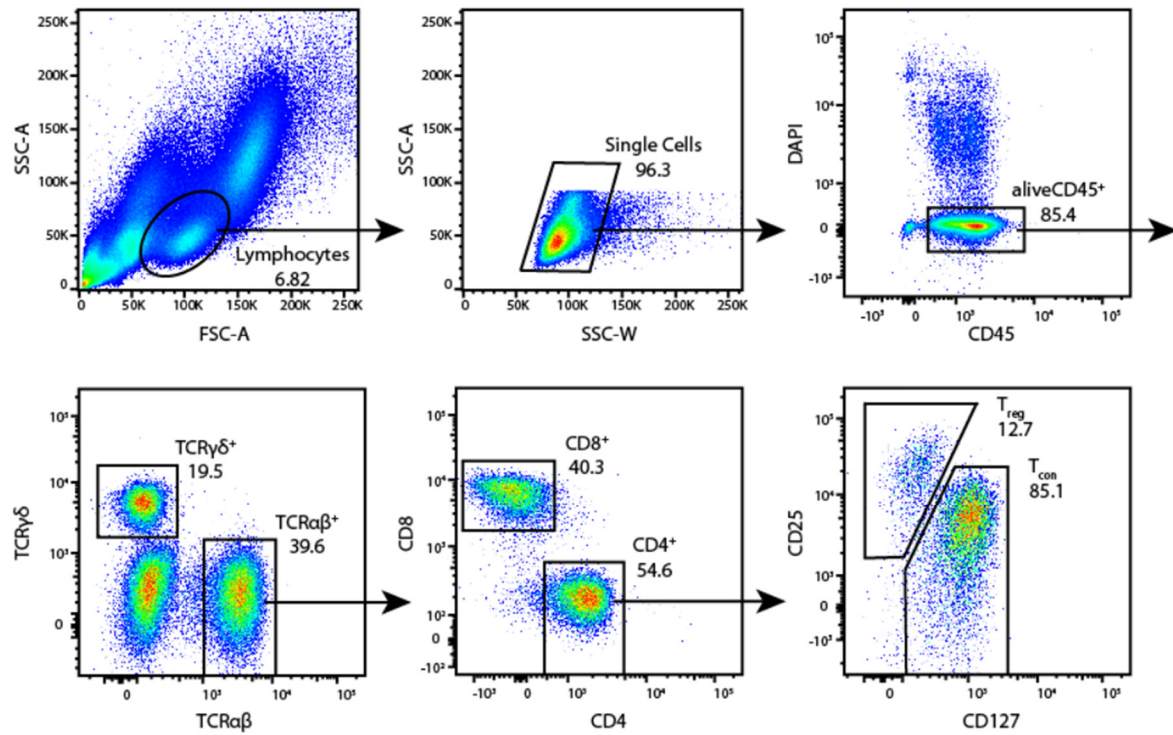 250K
200K
150K
100K
50K
0
SSC-A
Lymphocytes
6.82
0 50K 100K 150K 200K 250K
FSC-A
250K
200K
150K
100K
50K
0
SSC-A
Single Cells
96.3
0 50K 100K 150K 200K 250K
SSC-W
10⁵
10⁴
10³
0
-10³
DAPI
aliveCD45⁺
85.4
-10³ 0 10³ 10⁴ 10⁵
CD45
10⁵
10⁴
10³
0
TCRγδ
TCRγδ⁺
19.5
TCRαβ⁺
39.6
0 10³ 10⁴ 10⁵
TCRαβ
10⁵
10⁴
10³
10²
0
-10²
CD8
CD8⁺
40.3
CD4⁺
54.6
-10³ 0 10³ 10⁴ 10⁵
CD4
10⁵
10⁴
10³
0
-10³
CD25
Treg
12.7
Tcon
85.1
0 10³ 10⁴ 10⁵
CD127